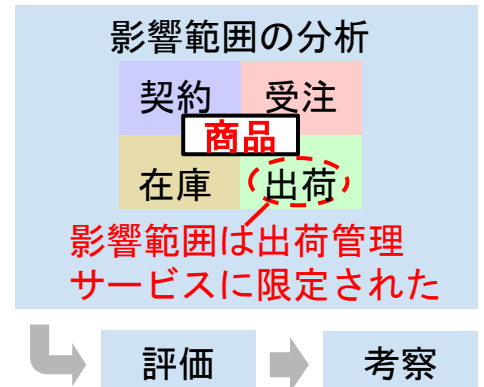 影響範囲の分析
契約 受注
商品
在庫 出荷
影響範囲は出荷管理
サービスに限定された
評価 考察